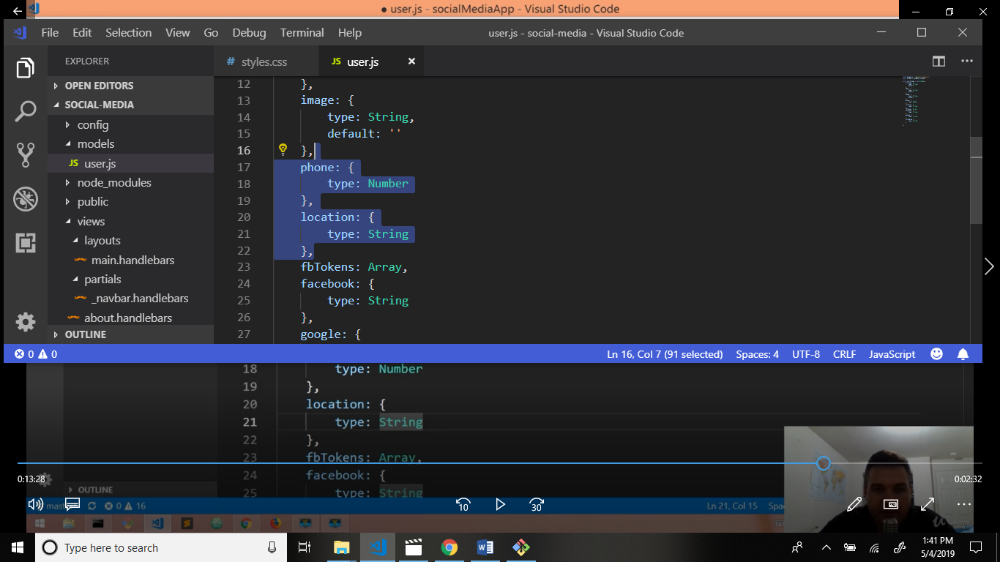 ● user.js - socialMediaApp - Visual Studio Code
File Edit Selection View Go Debug Terminal Help
user.js - social-media - Visual Studio Code
EXPLORER
# styles.css
JS user.js
OPEN EDITORS
SOCIAL-MEDIA
config
models
JS user.js
node_modules
public
views
layouts
main.handlebars
partials
_navbar.handlebars
about.handlebars
OUTLINE
12 },
13 image: {
14 type: String,
15 default: ''
16 },
17 phone: {
18 type: Number
19 },
20 location: {
21 type: String
22 },
23 fbTokens: Array,
24 facebook: {
25 type: String
26 },
27 google: {
0 0
Ln 16, Col 7 (91 selected) Spaces: 4 UTF-8 CRLF JavaScript
18 type: Number
19 },
20 location: {
21 type: String
22 },
23 fbTokens: Array,
24 facebook: {
25 type: String
0:13:28
0:02:32
OUTLINE
10
30
0 16
Ln 21, Col 15
Udemy
Type here to search
1:41 PM
5/4/2019